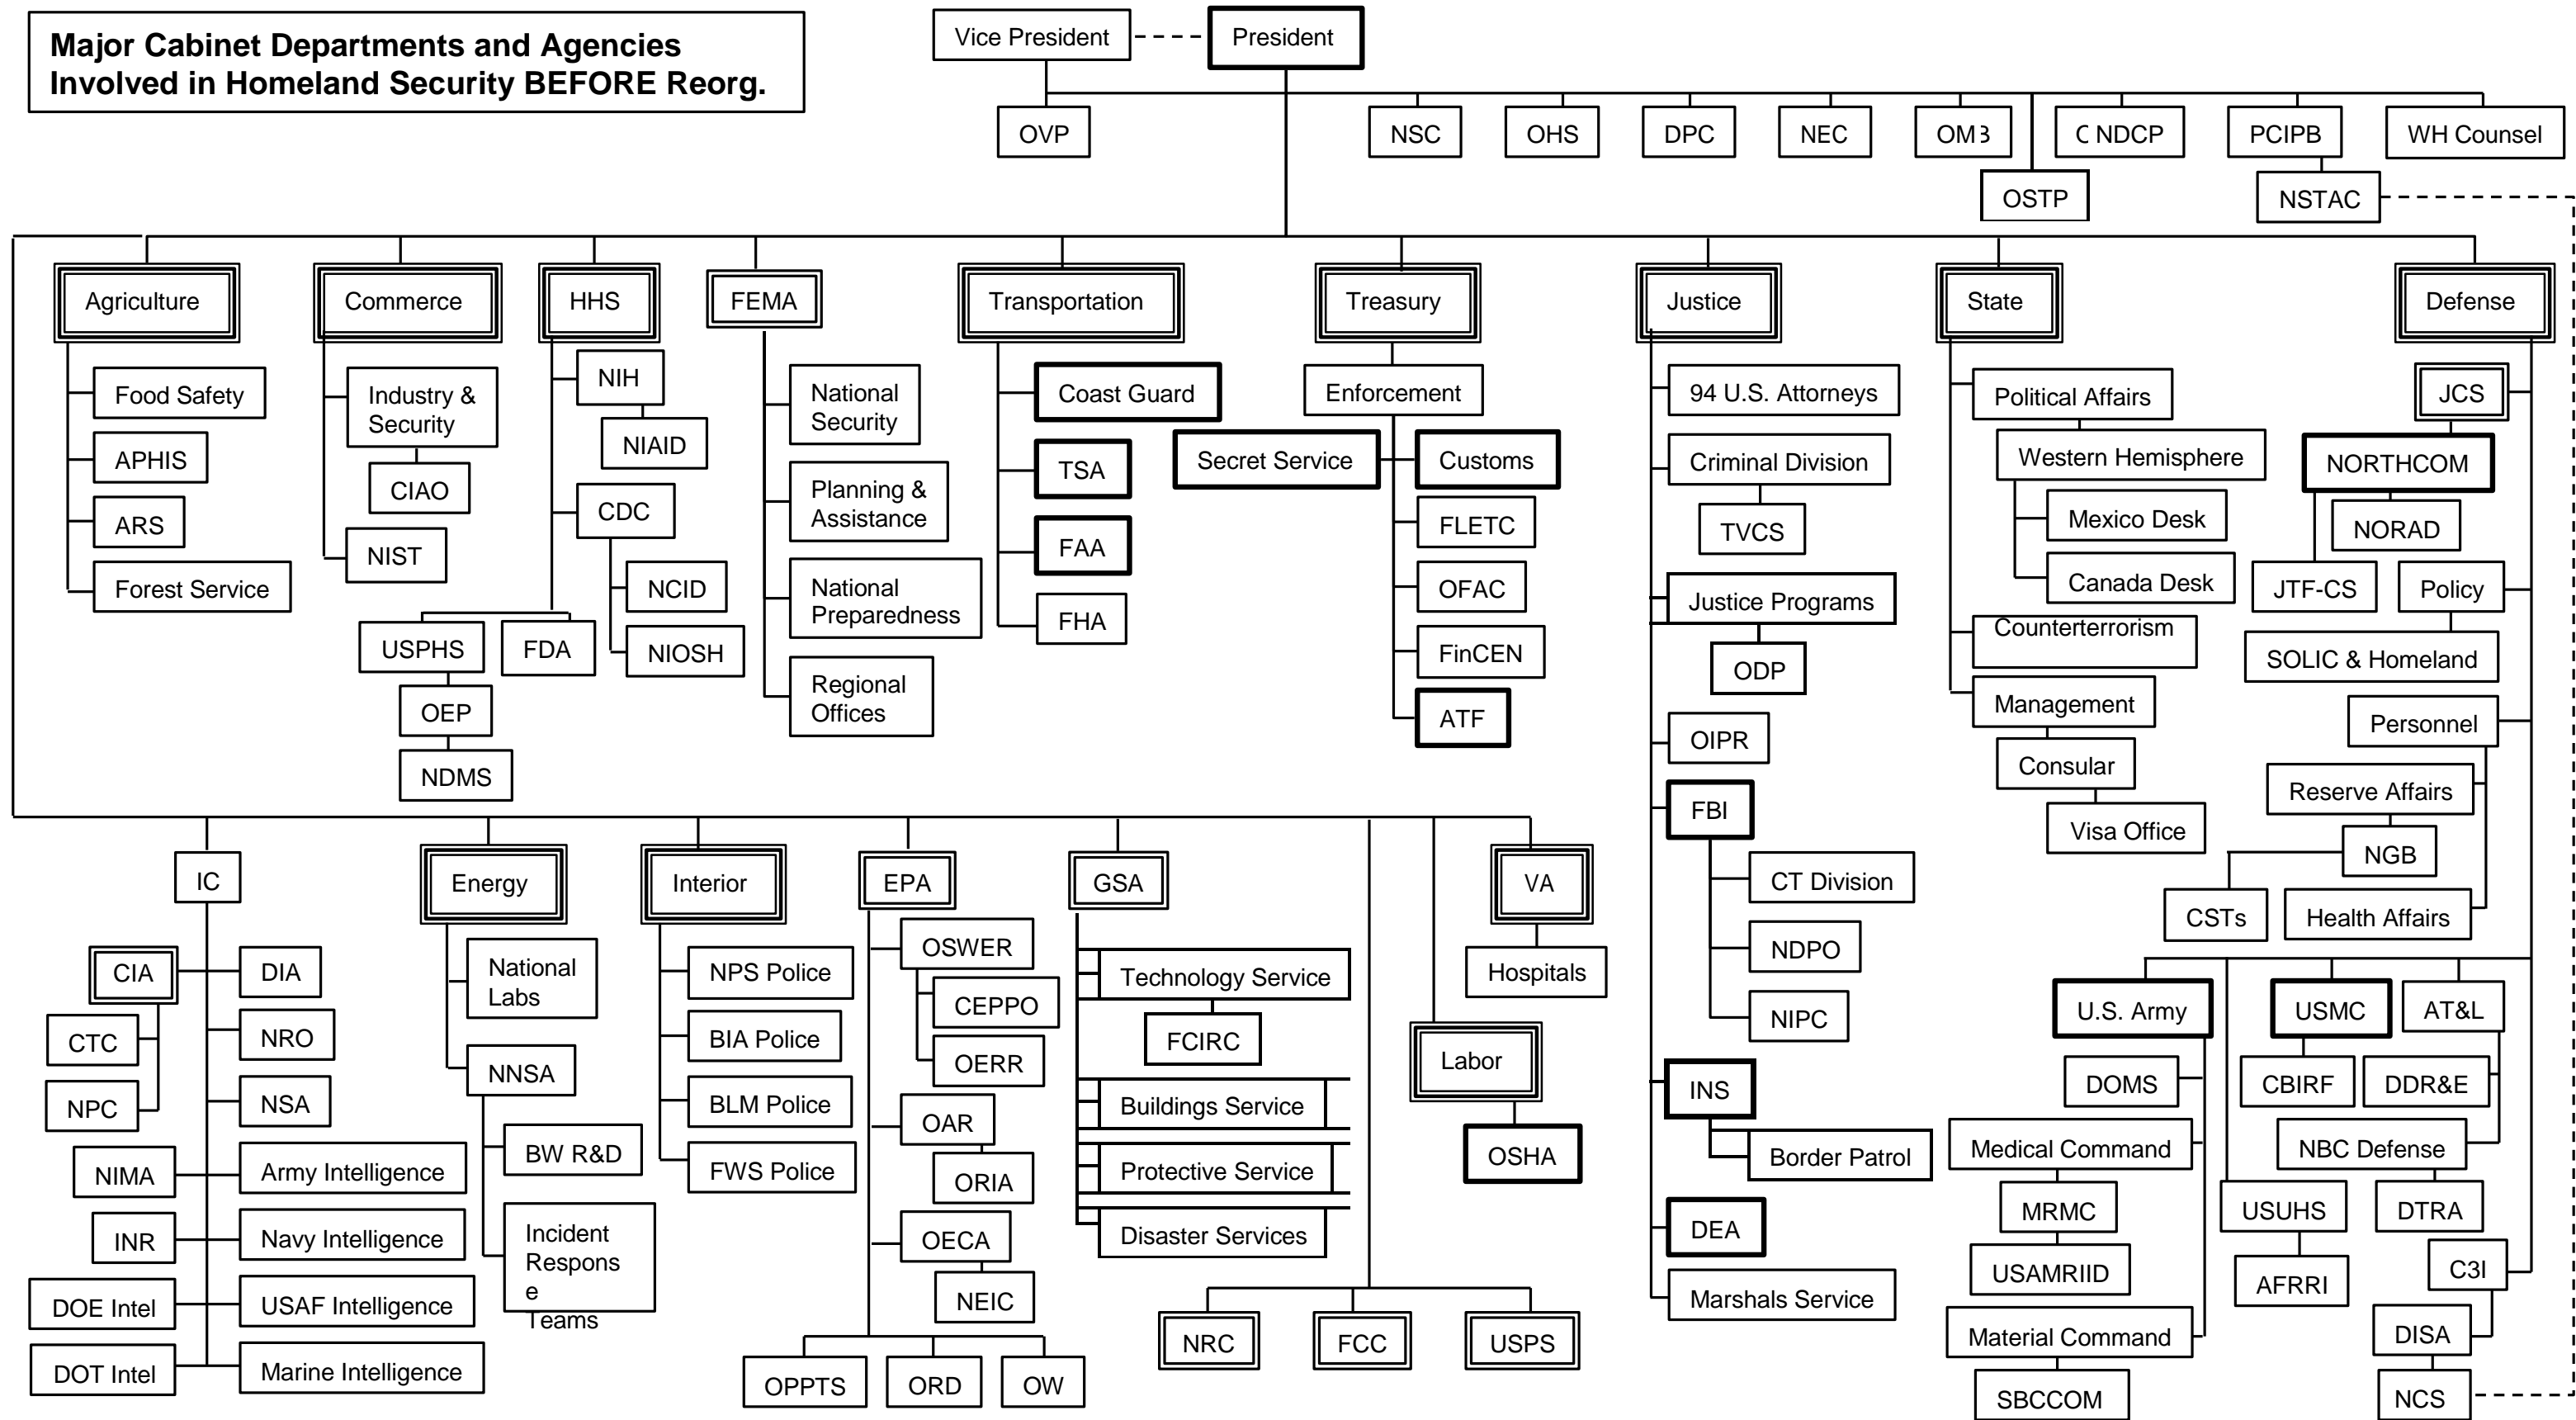 Major Cabinet Departments and Agencies
Involved in Homeland Security BEFORE Reorg.
Vice President
President
OVP
NSC
OHS
DPC
NEC
OMB
C NDCP
PCIPB
WH Counsel
OSTP
NSTAC
Agriculture
Commerce
HHS
FEMA
Transportation
Treasury
Justice
State
Defense
Food Safety
APHIS
ARS
Forest Service
Industry &
Security
CIAO
NIST
NIH
NIAID
CDC
NCID
NIOSH
USPHS
FDA
OEP
NDMS
National
Security
Planning &
Assistance
National
Preparedness
Regional
Offices
Coast Guard
TSA
FAA
FHA
Enforcement
Secret Service
Customs
FLETC
OFAC
FinCEN
ATF
94 U.S. Attorneys
Criminal Division
TVCS
Justice Programs
ODP
OIPR
FBI
CT Division
NDPO
NIPC
INS
Border Patrol
DEA
Marshals Service
Political Affairs
Western Hemisphere
Mexico Desk
Canada Desk
Counterterrorism
Management
Consular
Visa Office
JCS
NORTHCOM
NORAD
JTF-CS
Policy
SOLIC & Homeland
Personnel
Reserve Affairs
NGB
CSTs
Health Affairs
U.S. Army
USMC
AT&L
DOMS
CBIRF
DDR&E
Medical Command
NBC Defense
MRMC
USUHS
DTRA
USAMRIID
AFRRI
C3I
Material Command
DISA
SBCCOM
NCS
IC
Energy
Interior
EPA
GSA
VA
CIA
DIA
CTC
NRO
NPC
NSA
NIMA
Army Intelligence
INR
Navy Intelligence
DOE Intel
USAF Intelligence
DOT Intel
Marine Intelligence
National
Labs
NNSA
BW R&D
Incident
Respons
e
Teams
NPS Police
BIA Police
BLM Police
FWS Police
OSWER
CEPPO
OERR
OAR
ORIA
OECA
NEIC
OPPTS
ORD
OW
Technology Service
FCIRC
Buildings Service
Protective Service
Disaster Services
Hospitals
Labor
OSHA
NRC
FCC
USPS